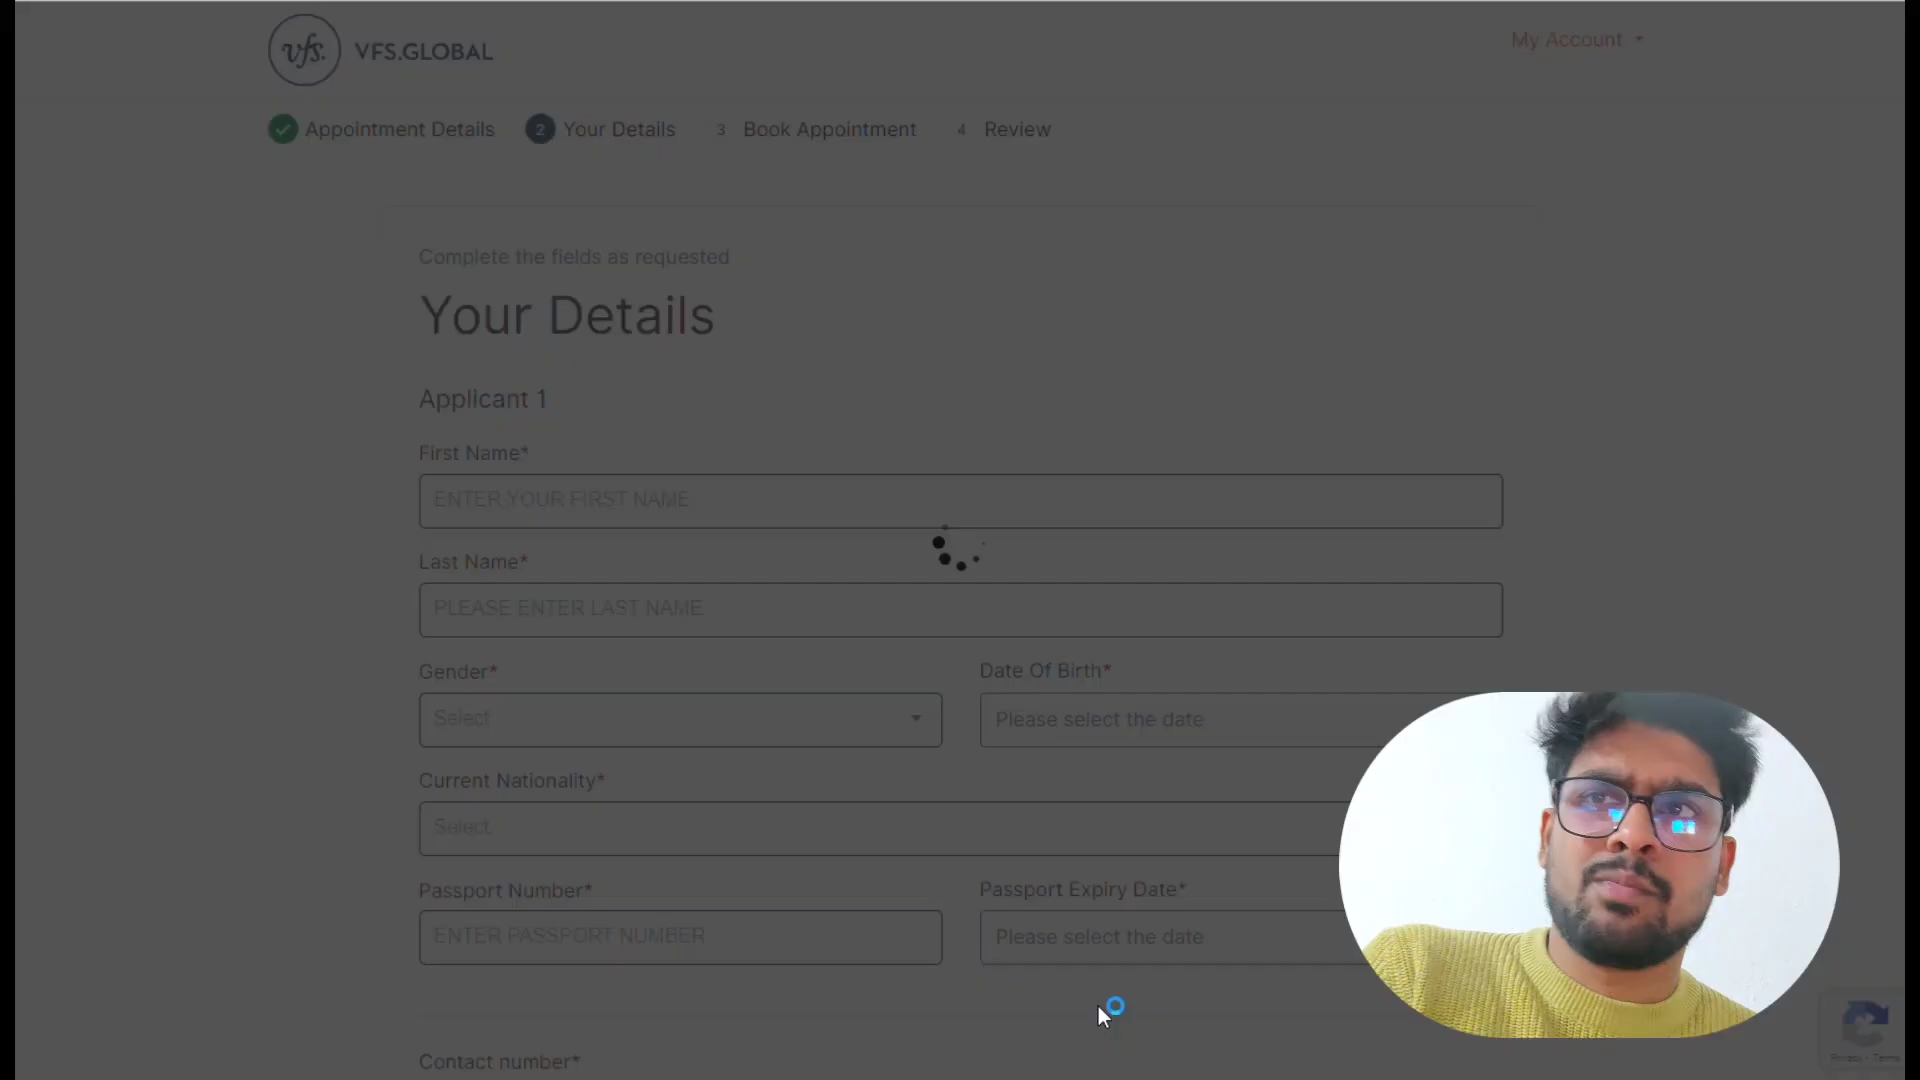 vfs. VFS.GLOBAL
My Account
Appointment Details 2 Your Details 3 Book Appointment 4 Review
Complete the fields as requested
Your Details
Applicant 1
First Name*
ENTER YOUR FIRST NAME
Last Name*
PLEASE ENTER LAST NAME
Gender* Date Of Birth*
Select Please select the date
Current Nationality*
Select
Passport Number* Passport Expiry Date*
ENTER PASSPORT NUMBER Please select the date
Contact number*
Privacy - Terms